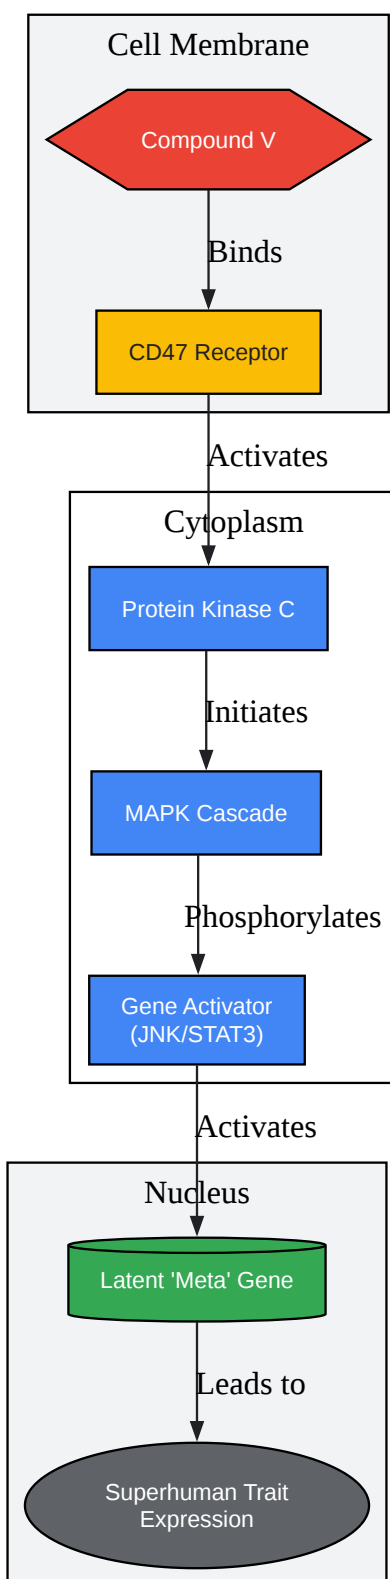 Cell Membrane
Compound V
Binds
CD47 Receptor
Activates
Cytoplasm
Protein Kinase C
Initiates
MAPK Cascade
Phosphorylates
Gene Activator
(JNK/STAT3)
Activates
Nucleus
Latent 'Meta' Gene
Leads to
Superhuman Trait
Expression